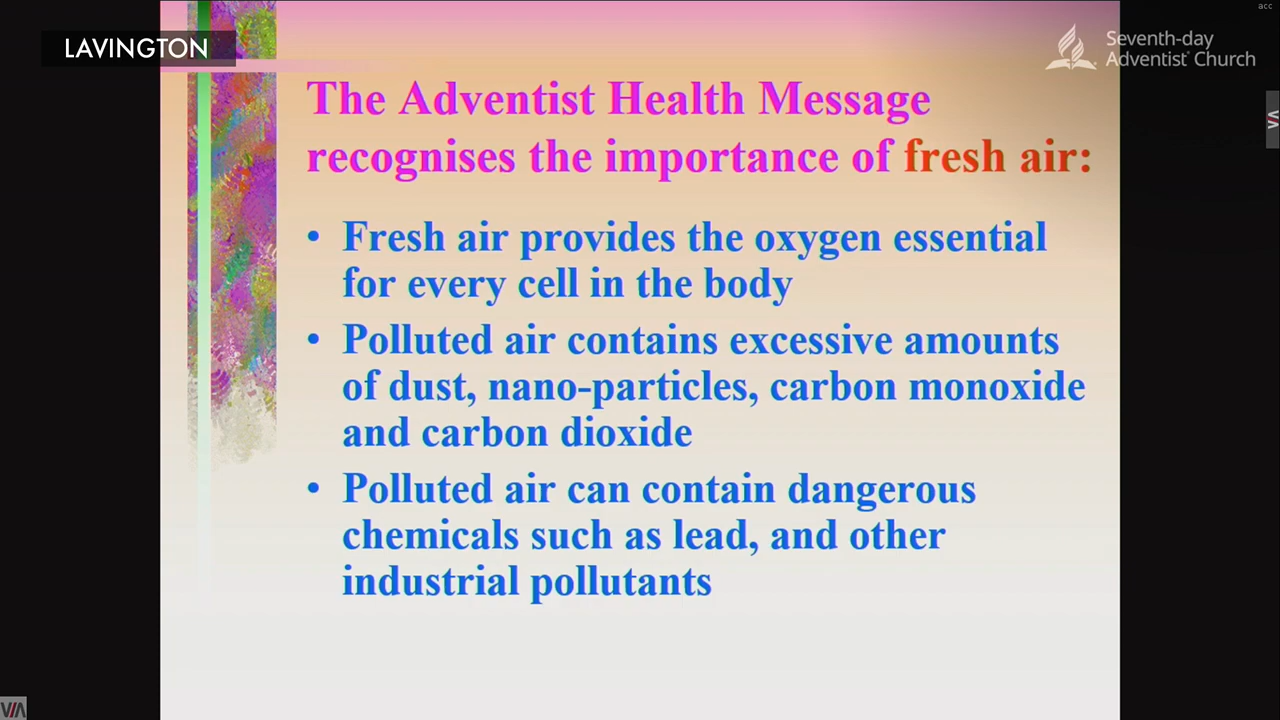 acc
LAVINGTON
Seventh-day
Adventist® Church
The Adventist Health Message
recognises the importance of fresh air:
• Fresh air provides the oxygen essential
for every cell in the body
• Polluted air contains excessive amounts
of dust, nano-particles, carbon monoxide
and carbon dioxide
• Polluted air can contain dangerous
chemicals such as lead, and other
industrial pollutants
VIA